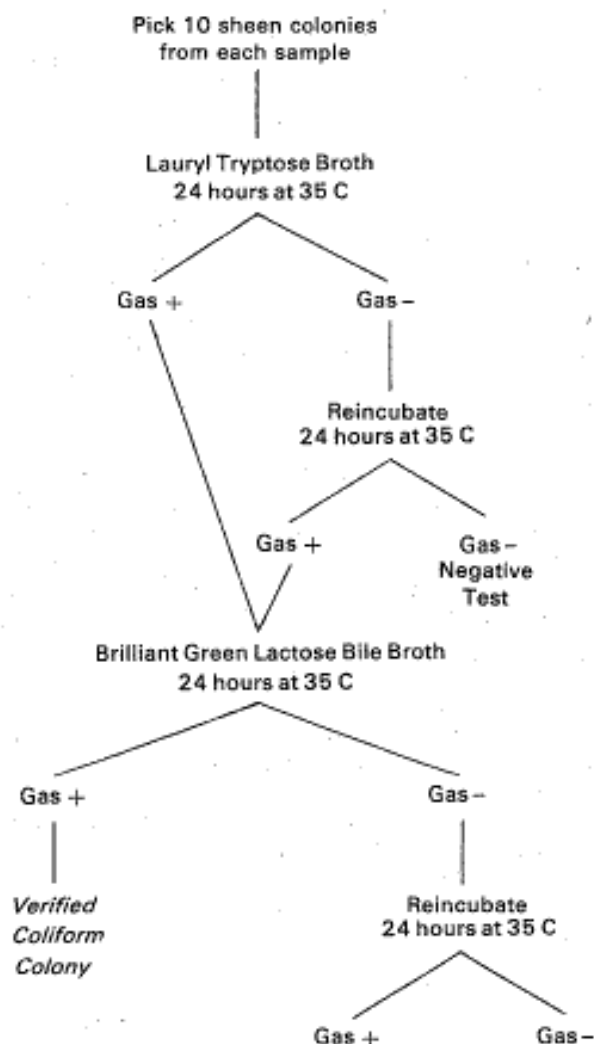 Pick 10 sheen colonies
from each sample
Lauryl Tryptose Broth
24 hours at 35 C
Gas +
Gas –
Reincubate
24 hours at 35 C
Gas +
Gas –
Negative
Test
Brilliant Green Lactose Bile Broth
24 hours at 35 C
Gas +
Gas –
Verified
Coliform
Colony
Reincubate
24 hours at 35 C
Gas +
Gas –